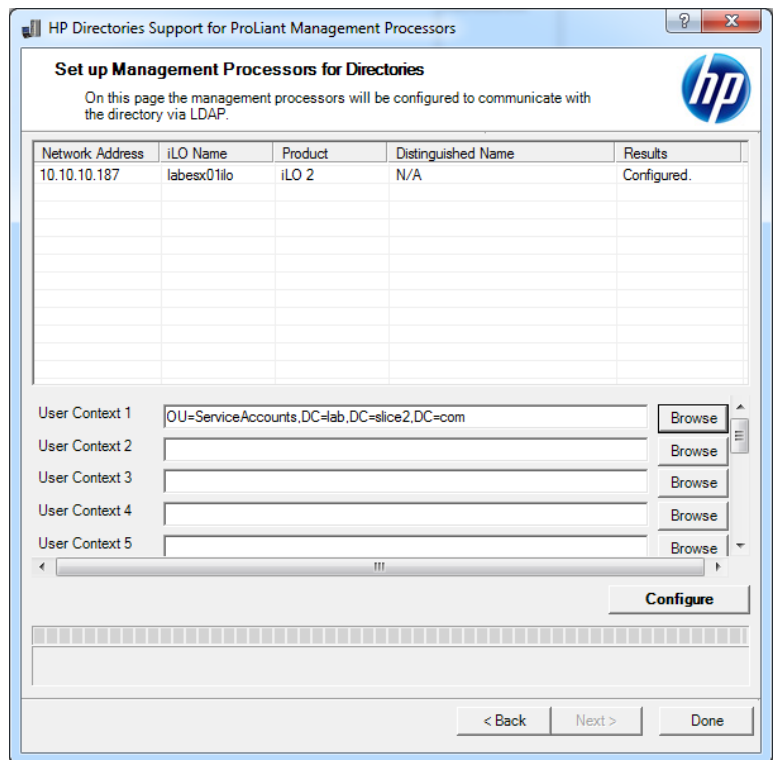 HP Directories Support for ProLiant Management Processors
Set up Management Processors for Directories
On this page the management processors will be configured to communicate with
the directory via LDAP.
hp
Network Address iLO Name Product Distinguished Name Results
10.10.10.187 labesx01ilo iLO 2 N/A Configured.
User Context 1 OU=ServiceAccounts,DC=lab,DC=slice2,DC=com Browse
User Context 2 Browse
User Context 3 Browse
User Context 4 Browse
User Context 5 Browse
Configure
< Back Next > Done